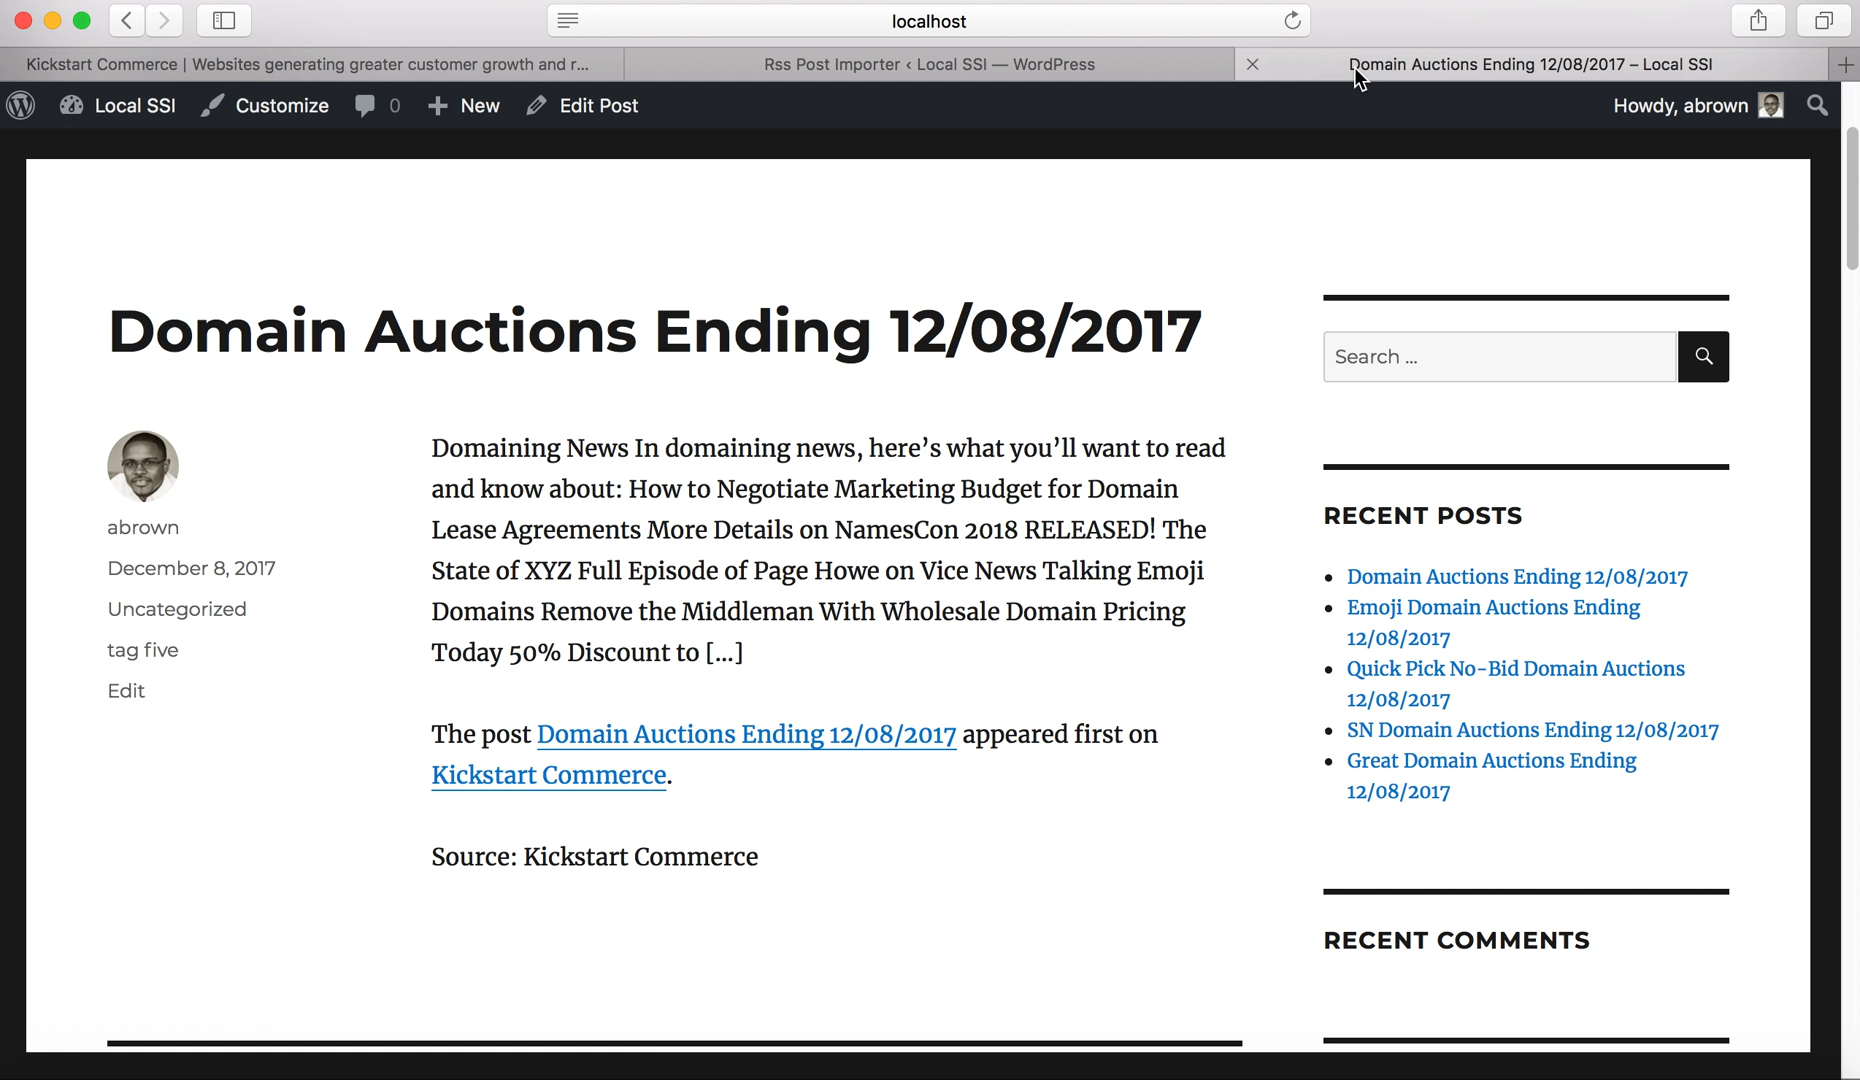 localhost
Kickstart Commerce | Websites generating greater customer growth and r...
Rss Post Importer ‹ Local SSI — WordPress
Domain Auctions Ending 12/08/2017 – Local SSI
Local SSI
Customize
0
New
Edit Post
Howdy, abrown
Domain Auctions Ending 12/08/2017
abrown
December 8, 2017
Uncategorized
tag five
Edit
Domaining News In domaining news, here’s what you’ll want to read
and know about: How to Negotiate Marketing Budget for Domain
Lease Agreements More Details on NamesCon 2018 RELEASED! The
State of XYZ Full Episode of Page Howe on Vice News Talking Emoji
Domains Remove the Middleman With Wholesale Domain Pricing
Today 50% Discount to [...]
The post Domain Auctions Ending 12/08/2017 appeared first on
Kickstart Commerce.
Source: Kickstart Commerce
Search ...
RECENT POSTS
Domain Auctions Ending 12/08/2017
Emoji Domain Auctions Ending
12/08/2017
Quick Pick No-Bid Domain Auctions
12/08/2017
SN Domain Auctions Ending 12/08/2017
Great Domain Auctions Ending
12/08/2017
RECENT COMMENTS